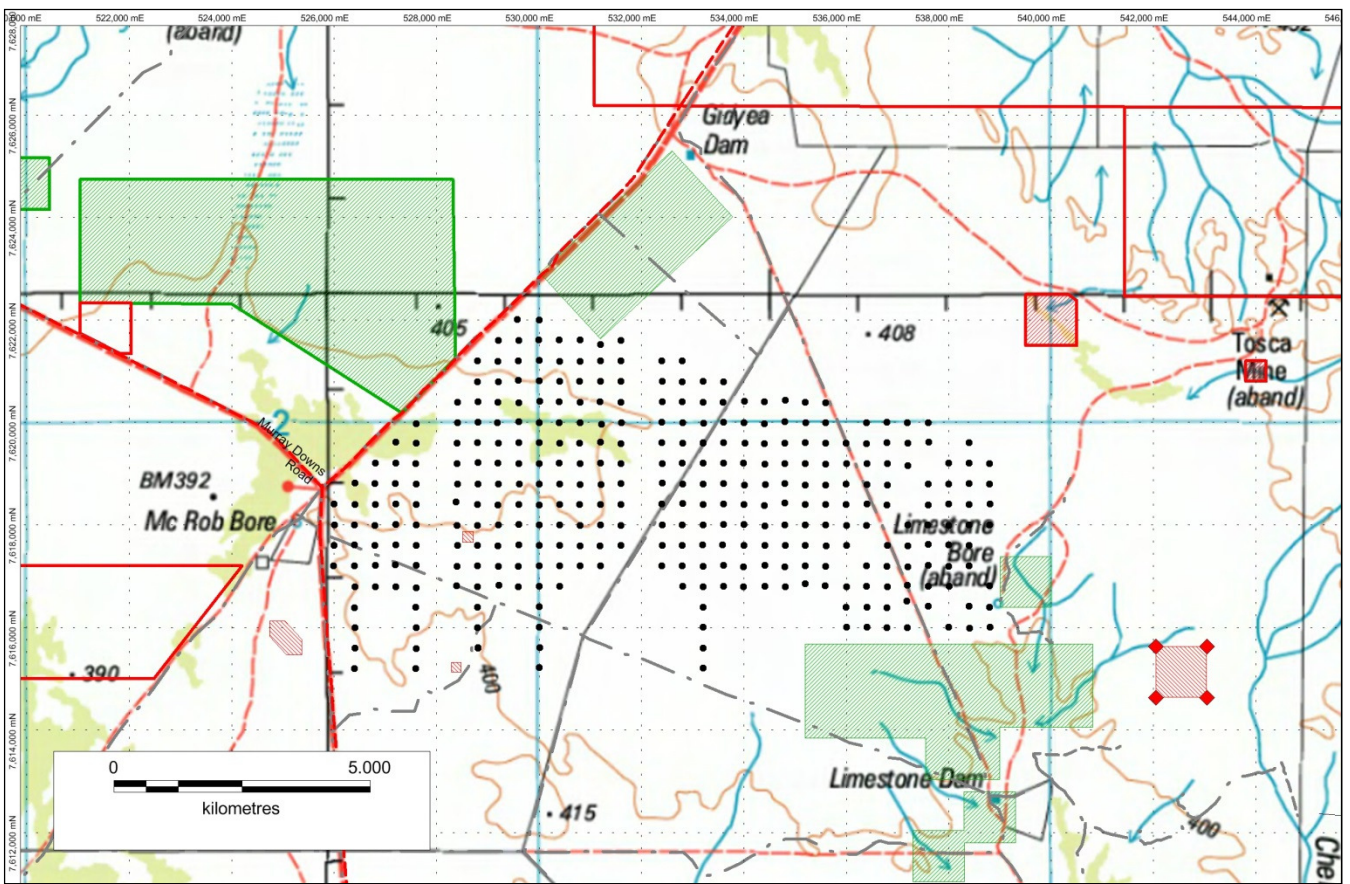 522,000 mE
524,000 mE
526,000 mE
528,000 mE
530,000 mE
532,000 mE
534,000 mE
536,000 mE
538,000 mE
540,000 mE
542,000 mE
544,000 mE
7,628,000 mN
(aband)
Gidyea
Dam
7,626,000 mN
7,624,000 mN
405
408
7,622,000 mN
Tosca
Mine
(aband)
2
Murray Downs
Road
7,620,000 mN
BM392
Mc Rob Bore
Limestone
Bore
(aband)
7,618,000 mN
7,616,000 mN
390
400
7,614,000 mN
0
5.000
kilometres
Limestone Dam
415
400
7,612,000 mN
Che